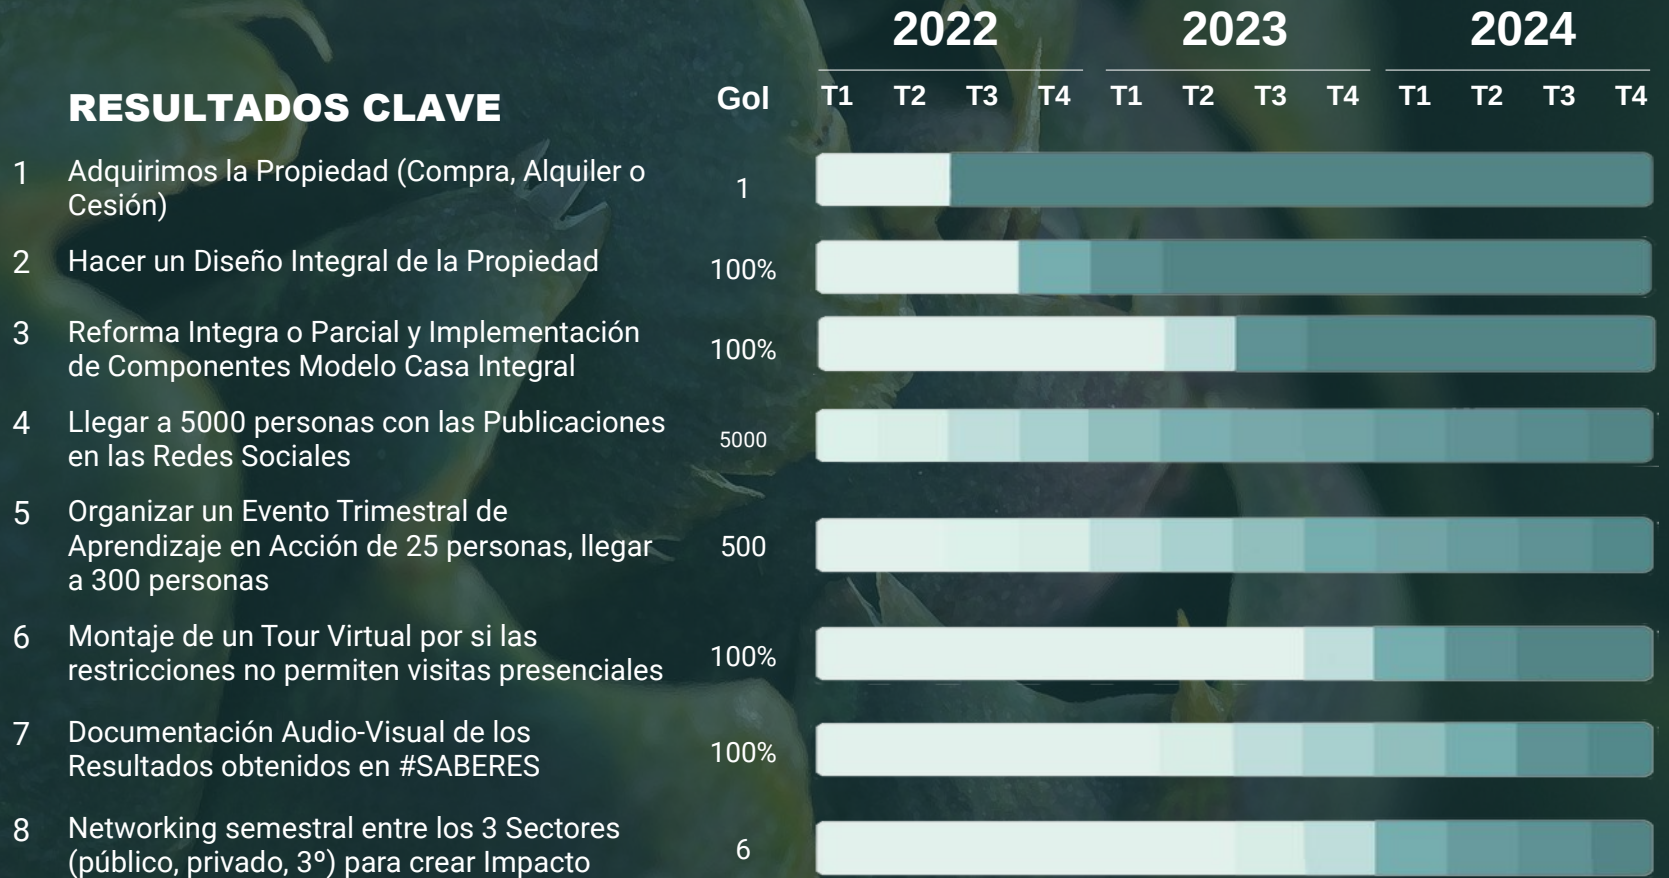 2022 2023 2024
RESULTADOS CLAVE Gol T1 T2 T3 T4 T1 T2 T3 T4 T1 T2 T3 T4
1 Adquirimos la Propiedad (Compra, Alquiler o
Cesión)
1
2 Hacer un Diseño Integral de la Propiedad 100%
3 Reforma Integra o Parcial y Implementación
de Componentes Modelo Casa Integral
100%
4 Llegar a 5000 personas con las Publicaciones
en las Redes Sociales
5000
5 Organizar un Evento Trimestral de
Aprendizaje en Acción de 25 personas, llegar
a 300 personas
500
6 Montaje de un Tour Virtual por si las
restricciones no permiten visitas presenciales
100%
7 Documentación Audio-Visual de los
Resultados obtenidos en #SABERES
100%
8 Networking semestral entre los 3 Sectores
(público, privado, 3º) para crear Impacto
6